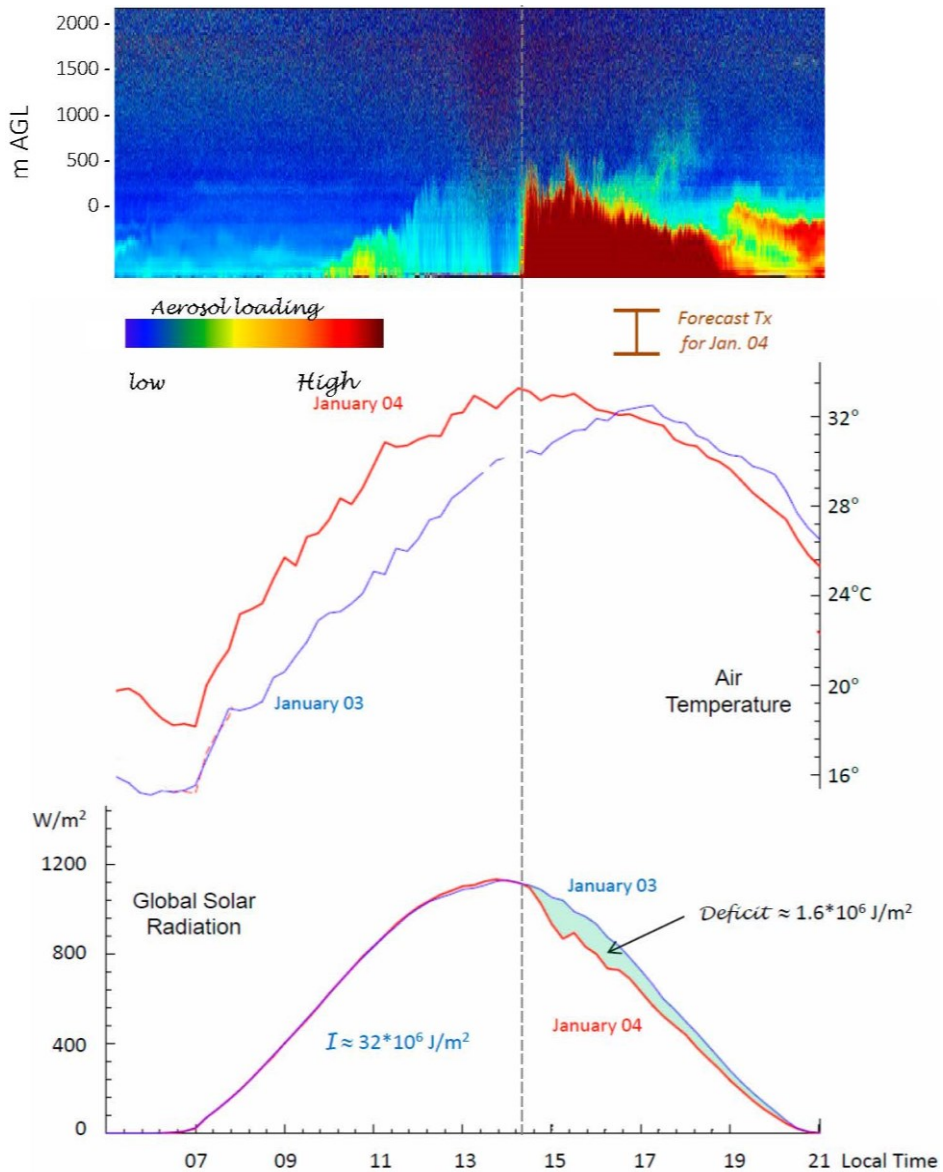 2000 -
1500 -
1000 -
500 -
0 -
m AGL
Aerosol loading
low High
Forecast Tx
for Jan. 04
January 04
32°
28°
24°C
20°
16°
January 03
Air
Temperature
W/m²
1200
800
400
0
Global Solar
Radiation
January 03
Deficit ≈ 1.6*10⁶ J/m²
January 04
I ≈ 32*10⁶ J/m²
07 09 11 13 15 17 19 21 Local Time